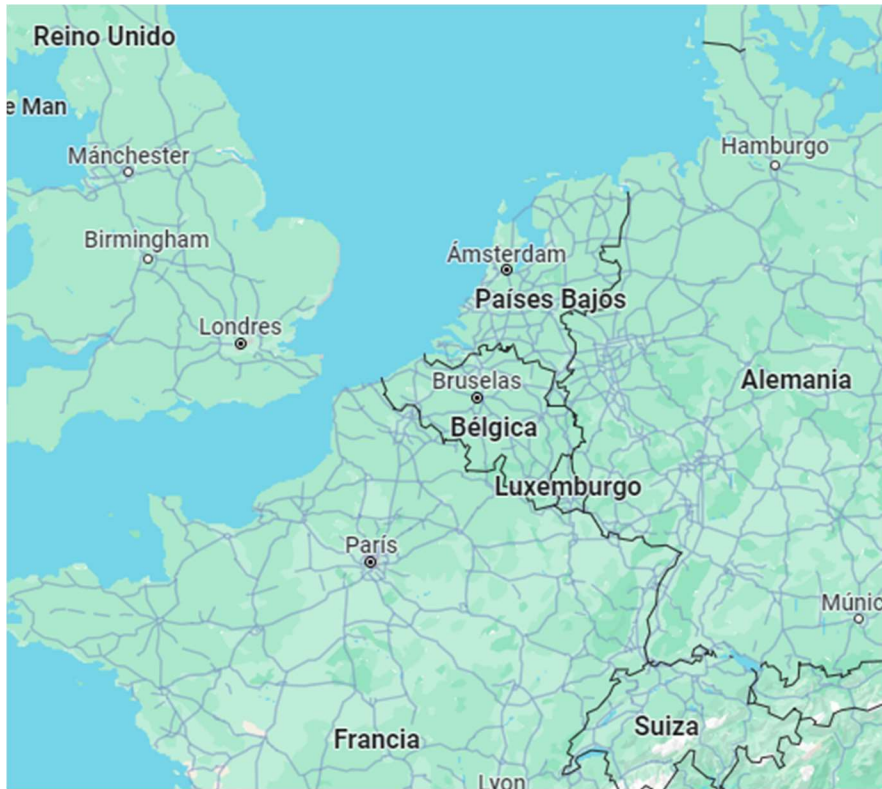 Reino Unido
e Man
Mánchester
Hamburgo
Birmingham
Ámsterdam
Países Bajos
Londres
Bruselas
Alemania
Bélgica
Luxemburgo
París
Múnic
Francia
Suiza
Lyon